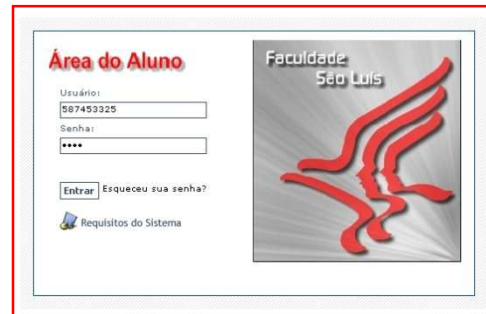 Área do Aluno
Usuário:
587453325
Senha:
••••
Entrar Esqueceu sua senha?
Requisitos do Sistema
Faculdade
São Luís